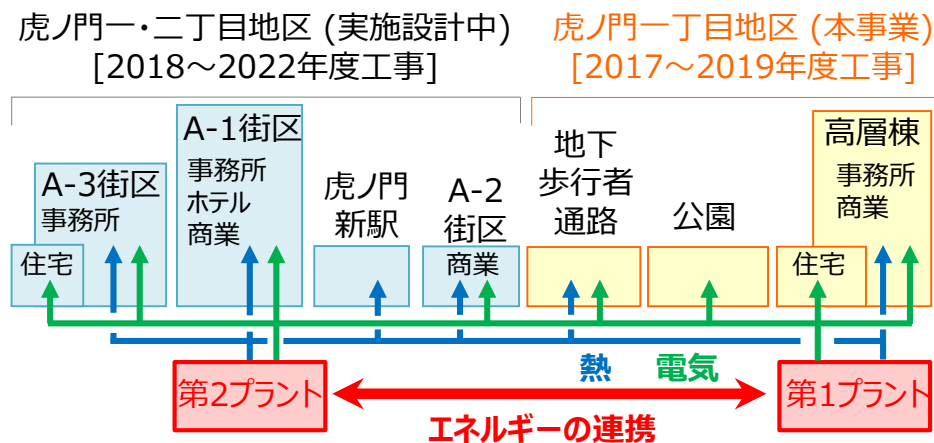 虎ノ門一・二丁目地区 (実施設計中)
[2018～2022年度工事]
虎ノ門一丁目地区 (本事業)
[2017～2019年度工事]
A-3街区
事務所
住宅
A-1街区
事務所
ホテル
商業
虎ノ門
新駅
A-2
街区
商業
地下
歩行者
通路
公園
高層棟
事務所
商業
住宅
熱
電気
第2プラント
第1プラント
エネルギーの連携